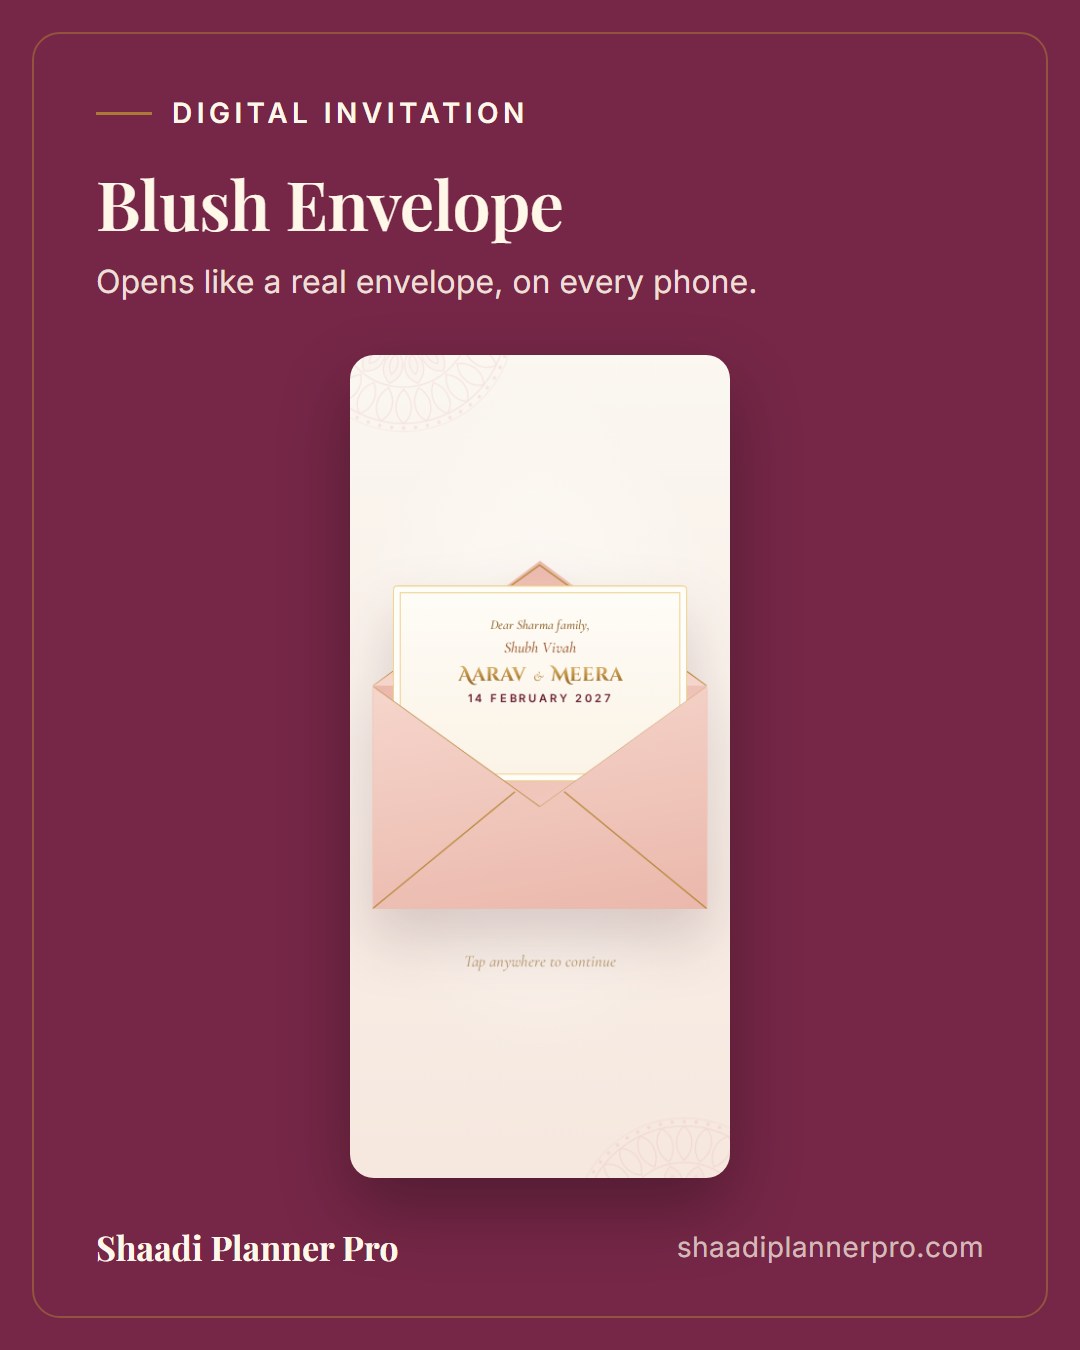 DIGITAL INVITATION
Blush Envelope
Opens like a real envelope, on every phone.
Dear Sharma family,
Shubh Vivah
AARAV & MEERA
14 FEBRUARY 2027
Tap anywhere to continue
Shaadi Planner Pro
shaadiplannerpro.com